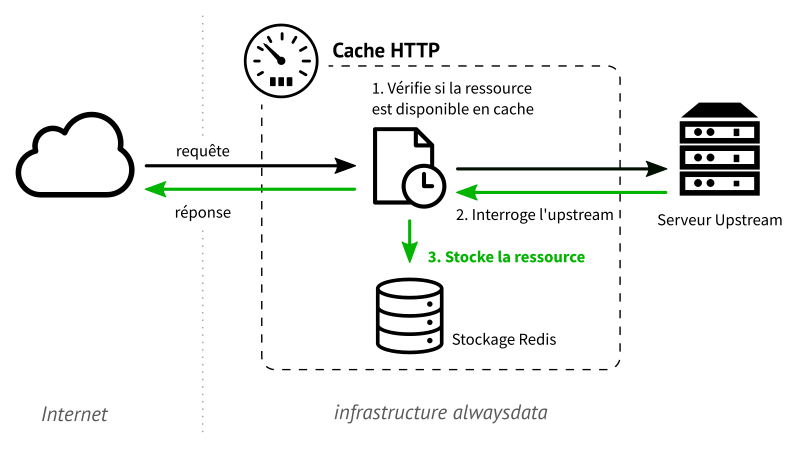 Cache HTTP
1. Vérifie si la ressource
est disponible en cache
requête
réponse
2. Interroge l'upstream
Serveur Upstream
3. Stocke la ressource
Stockage Redis
Internet
infrastructure alwaysdata